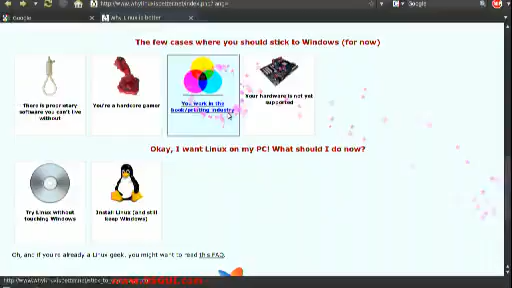 Google
why Linux is better
Google
The few cases where you should stick to Windows (for now)
There is proprietary
software you can't live
without
You're a hardcore gamer
You work in the
book/printing industry
Your hardware is not yet
supported
Okay, I want Linux on my PC! What should I do now?
Try Linux without
touching Windows
Install Linux (and still
keep Windows)
Oh, and if you're already a Linux geek, you might want to read this FAQ.